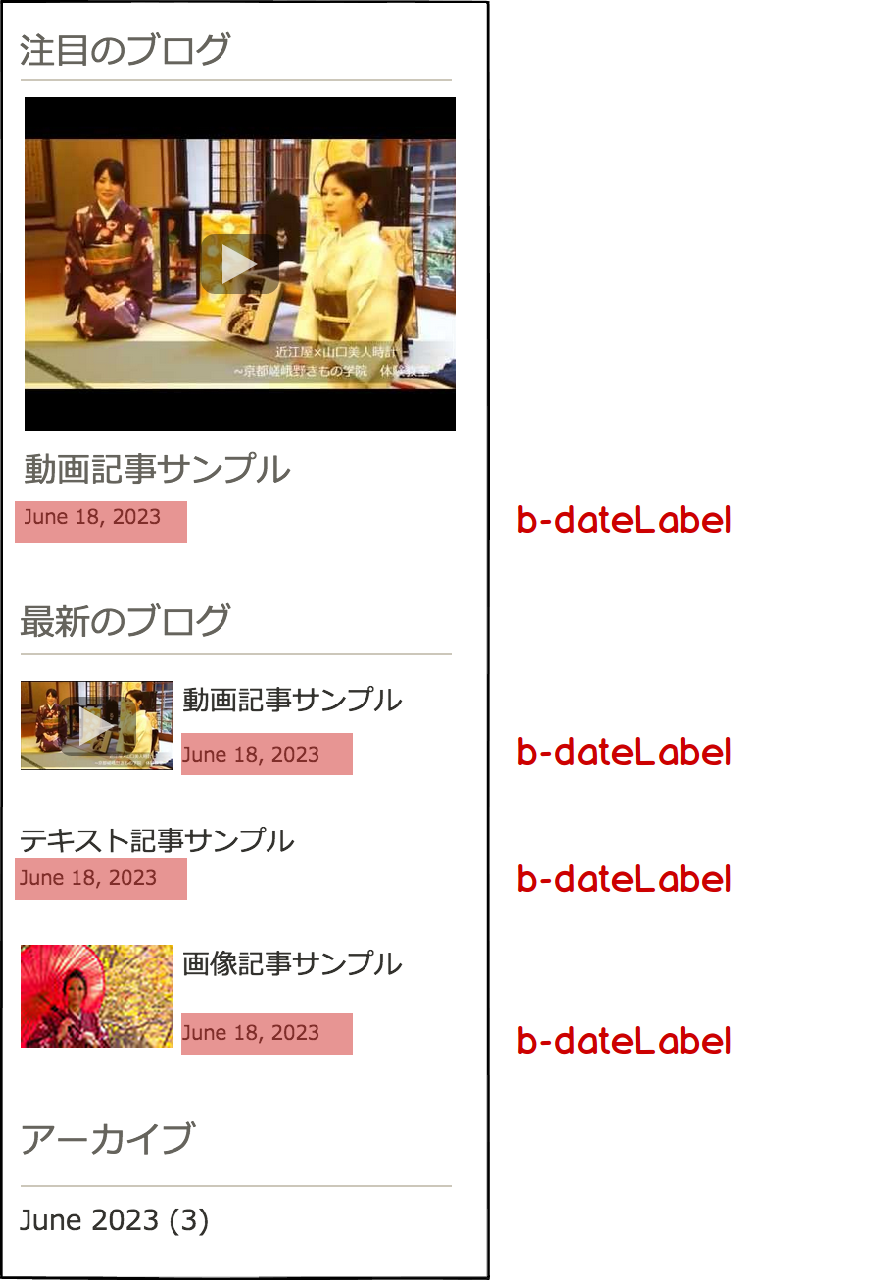 注目のブログ
近江屋×山口美人時計
~京都嵯峨野さもの学院 体験教室~
動画記事サンプル
June 18, 2023
b-dateLabel
最新のブログ
動画記事サンプル
June 18, 2023
b-dateLabel
テキスト記事サンプル
June 18, 2023
b-dateLabel
画像記事サンプル
June 18, 2023
b-dateLabel
アーカイブ
June 2023 (3)